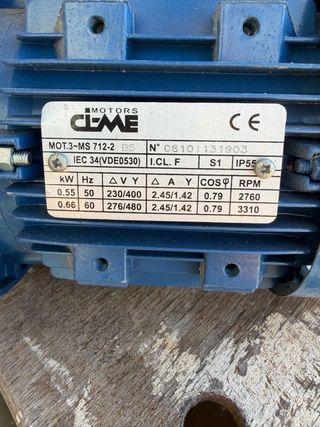 MOTORS
CIME
CE
MOT.3~MS 712-2 B5 N° 08101131903
IEC 34(VDE0530) I.CL. F S1 IP55
kW Hz △ V Y △ A Y COSφ RPM
0.55 50 230/400 2.45/1.42 0.79 2760
0.66 60 276/480 2.45/1.42 0.79 3310